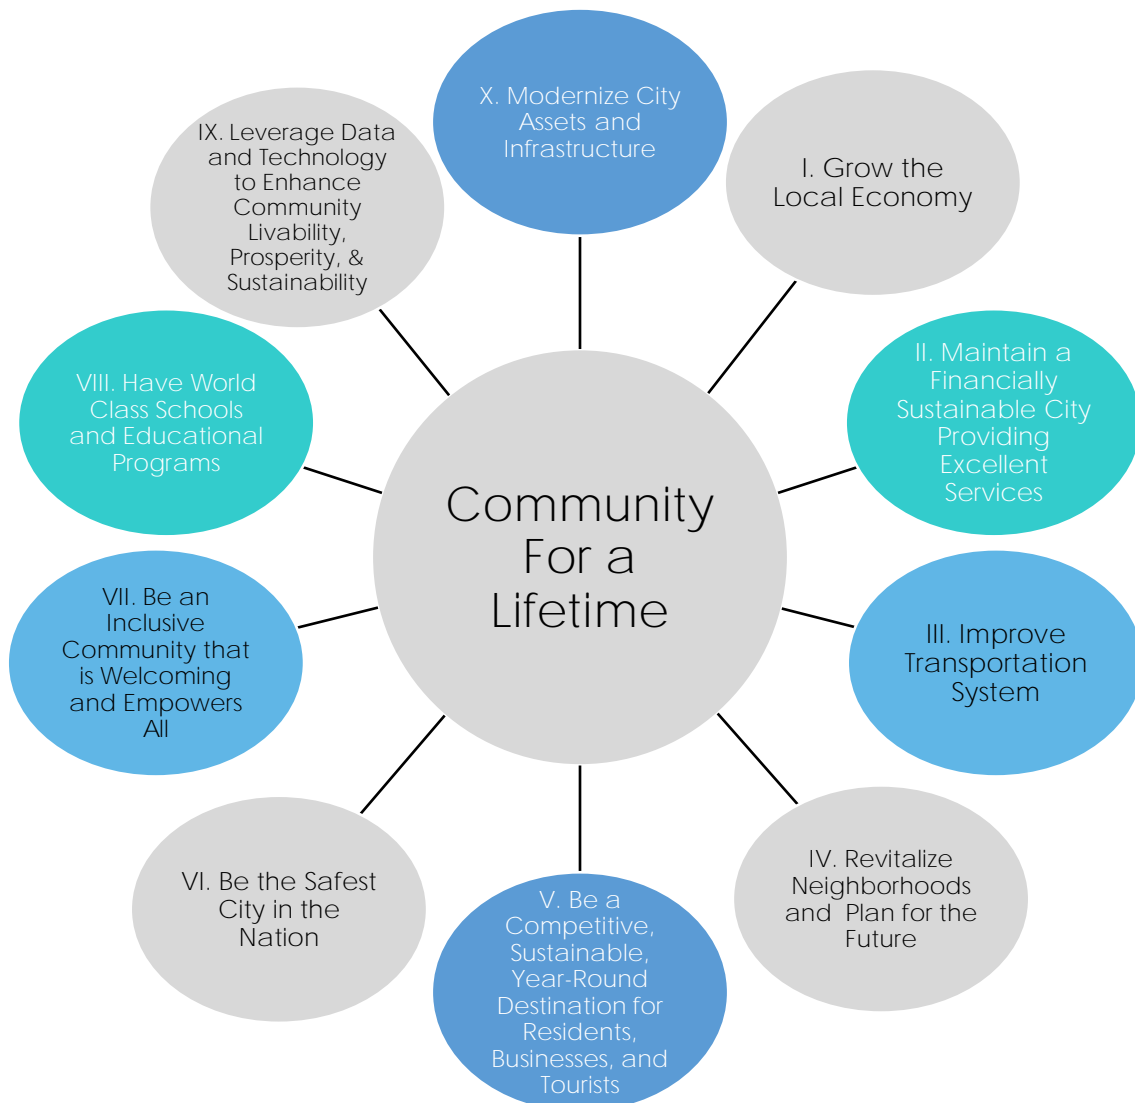 Community
For a
Lifetime
I. Grow the
Local Economy
II. Maintain a
Financially
Sustainable City
Providing
Excellent
Services
III. Improve
Transportation
System
IV. Revitalize
Neighborhoods
and Plan for the
Future
V. Be a
Competitive,
Sustainable,
Year-Round
Destination for
Residents,
Businesses, and
Tourists
VI. Be the Safest
City in the
Nation
VII. Be an
Inclusive
Community that
is Welcoming
and Empowers
All
VIII. Have World
Class Schools
and Educational
Programs
IX. Leverage Data
and Technology
to Enhance
Community
Livability,
Prosperity, &
Sustainability
X. Modernize City
Assets and
Infrastructure